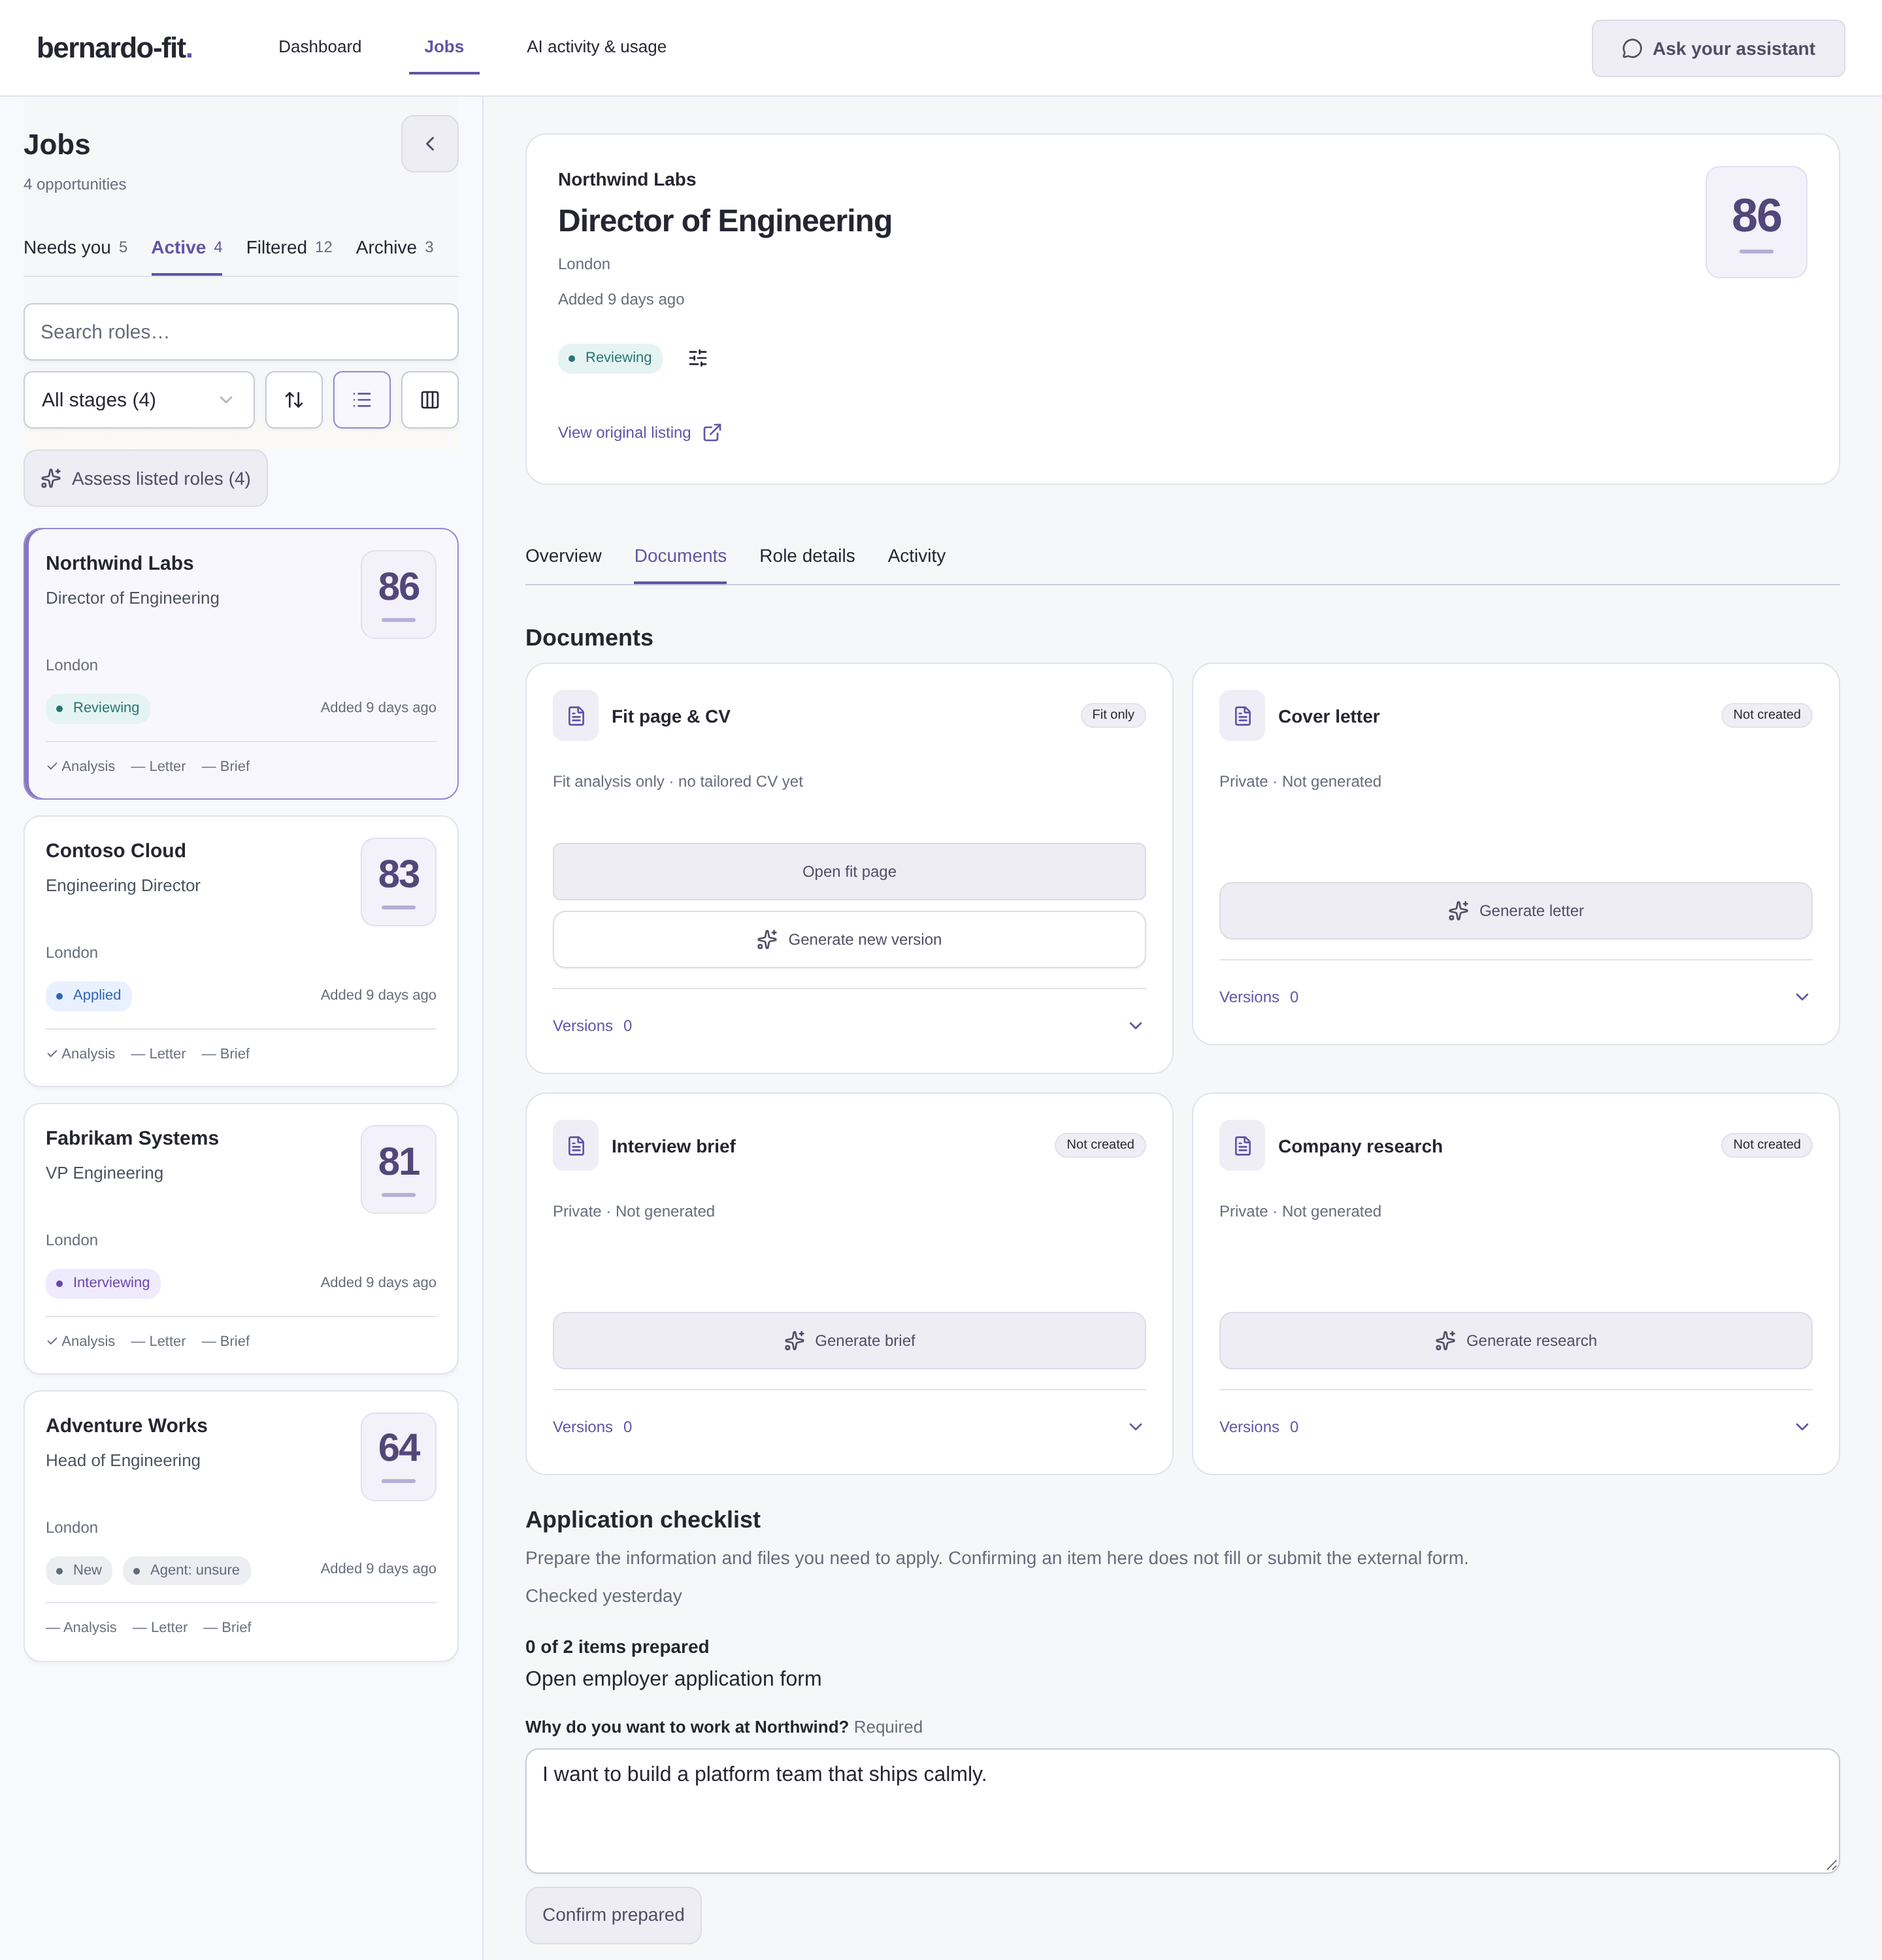 bernardo-fit.
Dashboard
Jobs
AI activity & usage
Ask your assistant
Jobs
4 opportunities
Needs you 5
Active 4
Filtered 12
Archive 3
Search roles…
All stages (4)
Assess listed roles (4)
Northwind Labs
Director of Engineering
86
London
Reviewing
Added 9 days ago
Analysis — Letter — Brief
Contoso Cloud
Engineering Director
83
London
Applied
Added 9 days ago
Analysis — Letter — Brief
Fabrikam Systems
VP Engineering
81
London
Interviewing
Added 9 days ago
Analysis — Letter — Brief
Adventure Works
Head of Engineering
64
London
New
Agent: unsure
Added 9 days ago
— Analysis — Letter — Brief
Northwind Labs
Director of Engineering
London
Added 9 days ago
86
Reviewing
View original listing
Overview
Documents
Role details
Activity
Documents
Fit page & CV
Fit only
Fit analysis only · no tailored CV yet
Open fit page
Generate new version
Versions 0
Cover letter
Not created
Private · Not generated
Generate letter
Versions 0
Interview brief
Not created
Private · Not generated
Generate brief
Versions 0
Company research
Not created
Private · Not generated
Generate research
Versions 0
Application checklist
Prepare the information and files you need to apply. Confirming an item here does not fill or submit the external form.
Checked yesterday
0 of 2 items prepared
Open employer application form
Why do you want to work at Northwind? Required
I want to build a platform team that ships calmly.
Confirm prepared